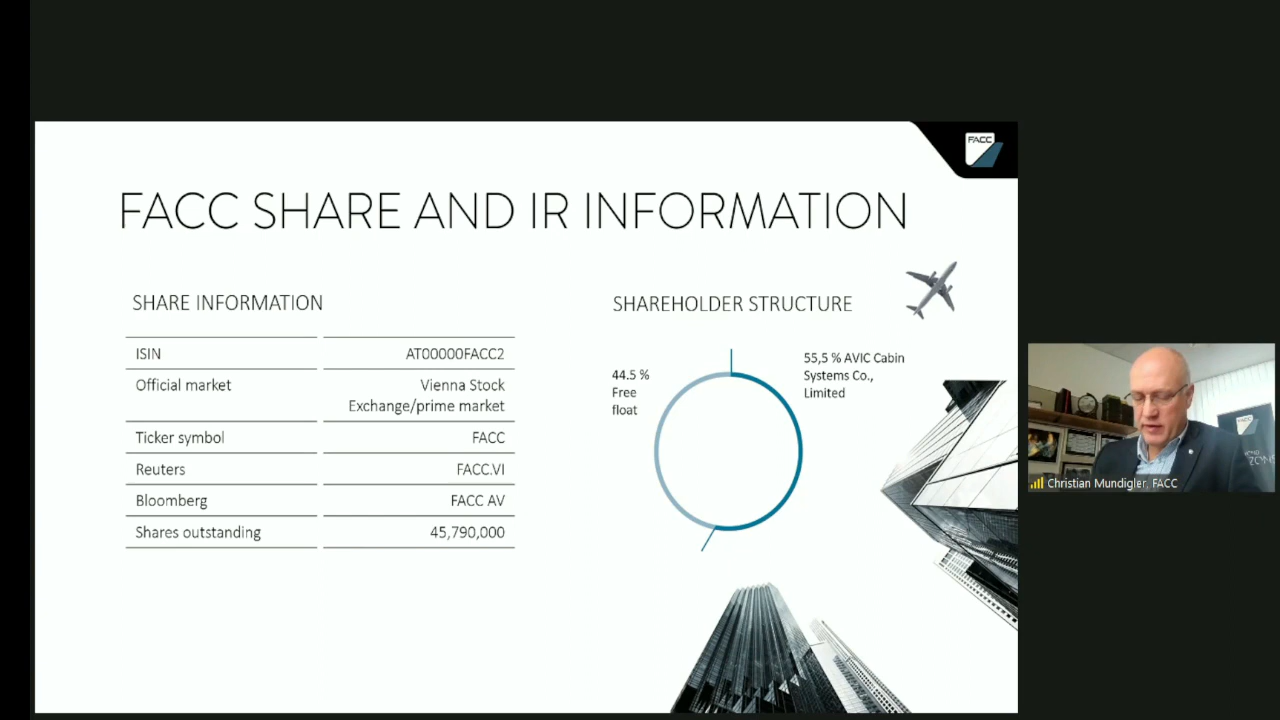 FACC
FACC SHARE AND IR INFORMATION
SHARE INFORMATION
ISIN AT00000FACC2
Official market Vienna Stock
Exchange/prime market
Ticker symbol FACC
Reuters FACC.VI
Bloomberg FACC AV
Shares outstanding 45,790,000
SHAREHOLDER STRUCTURE
44.5 %
Free
float
55,5 % AVIC Cabin
Systems Co.,
Limited
FACC
Christian Mundigler, FACC